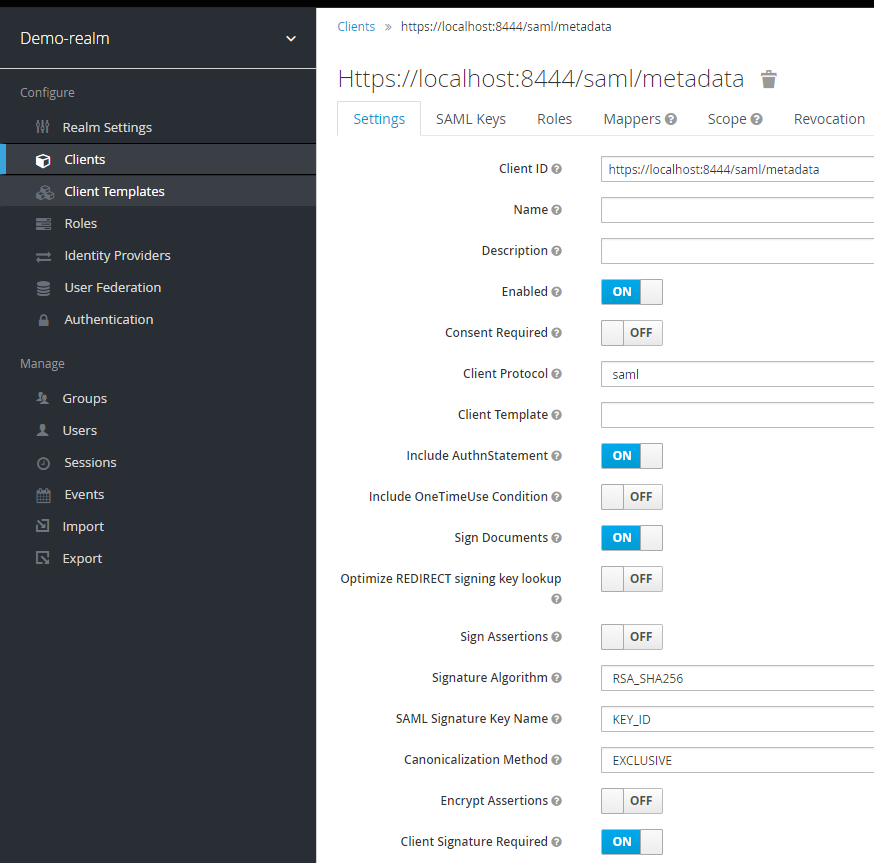 Demo-realm
Configure
Realm Settings
Clients
Client Templates
Roles
Identity Providers
User Federation
Authentication
Manage
Groups
Users
Sessions
Events
Import
Export
Clients » https://localhost:8444/saml/metadata
Https://localhost:8444/saml/metadata
Settings SAML Keys Roles Mappers Scope Revocation
Client ID https://localhost:8444/saml/metadata
Name
Description
Enabled ON
Consent Required OFF
Client Protocol saml
Client Template
Include AuthnStatement ON
Include OneTimeUse Condition OFF
Sign Documents ON
Optimize REDIRECT signing key lookup OFF
Sign Assertions OFF
Signature Algorithm RSA_SHA256
SAML Signature Key Name KEY_ID
Canonicalization Method EXCLUSIVE
Encrypt Assertions OFF
Client Signature Required ON